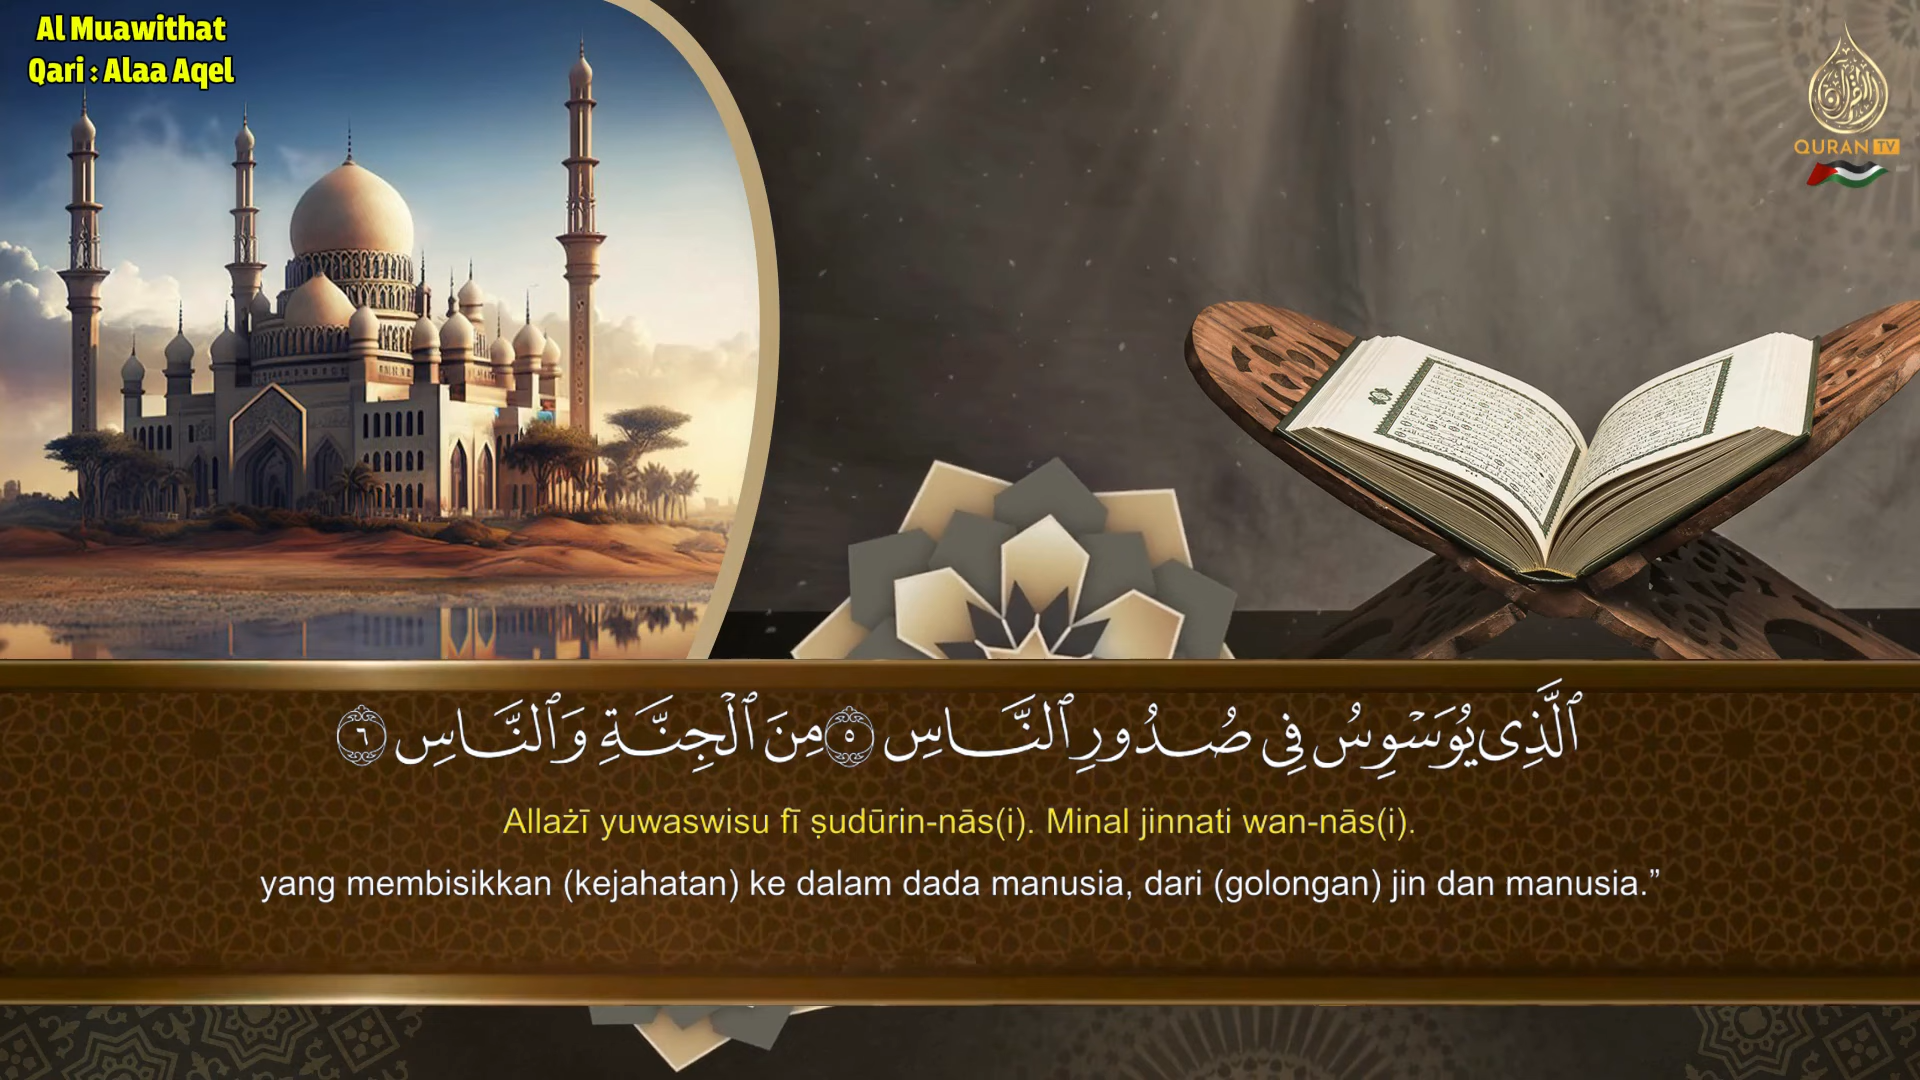 Al Muawithat
Qari : Alaa Aqel
القرآن
QURAN TV
ٱلَّذِى يُوَسْوِسُ فِى صُدُورِ ٱلنَّاسِ ٥ مِنَ ٱلْجِنَّةِ وَٱلنَّاسِ ٦
Allażī yuwaswisu fī ṣudūrin-nās(i). Minal jinnati wan-nās(i).
yang membisikkan (kejahatan) ke dalam dada manusia, dari (golongan) jin dan manusia.”